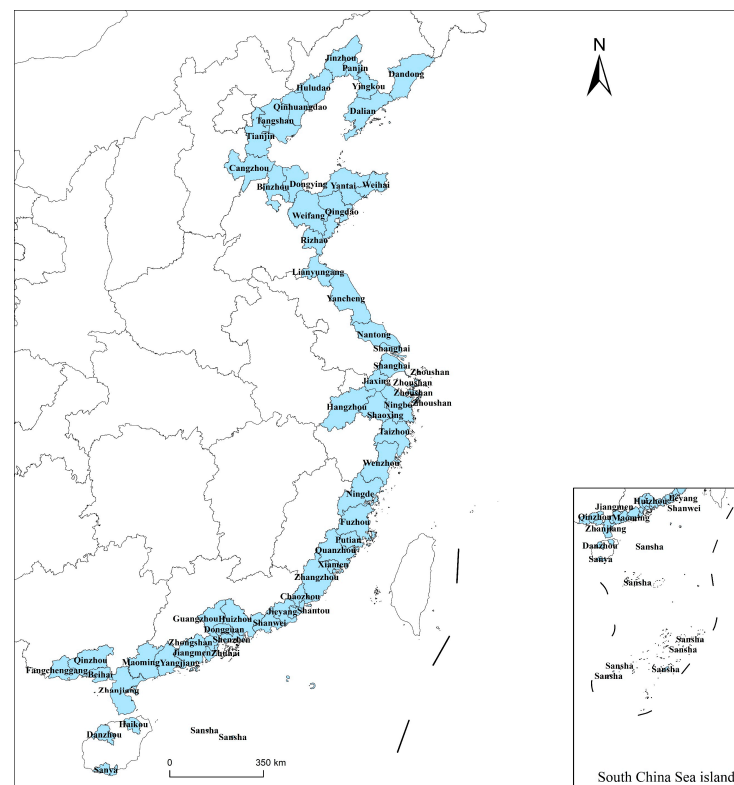 N
Jinzhou
Panjin
Dandong
Yingkou
Huludao
Qinhuangdao
Dalian
Tangshan
Tianjin
Cangzhou
Binzhou
Dongying
Yantai
Weihai
Weifang
Qingdao
Rizhao
Lianyungang
Yancheng
Nantong
Shanghai
Shanghai
Zhoushan
Jiaxing
Zhoushan
Zhoushan
Hangzhou
Ningbo
Zhoushan
Shaoxing
Taizhou
Wenzhou
Ningde
Fuzhou
Putian
Quanzhou
Xiamen
Zhangzhou
Chaozhou
Jieyang
Shantou
Guangzhou
Huizhou
Shanwei
Dongguan
Shenzhen
Zhongshan
Jiangmen
Zhuhai
Qinzhou
Maoming
Yangjiang
Fangchenggang
Beihai
Zhanjiang
Haikou
Danzhou
Sansha
Sansha
Sanya
0
350 km
Jieyang
Huizhou
Jiangmen
Shanwei
Qinzhou
Maoming
Zhanjiang
Danzhou
Sansha
Sanya
Sansha
Sansha
Sansha
Sansha
Sansha
Sansha
South China Sea island